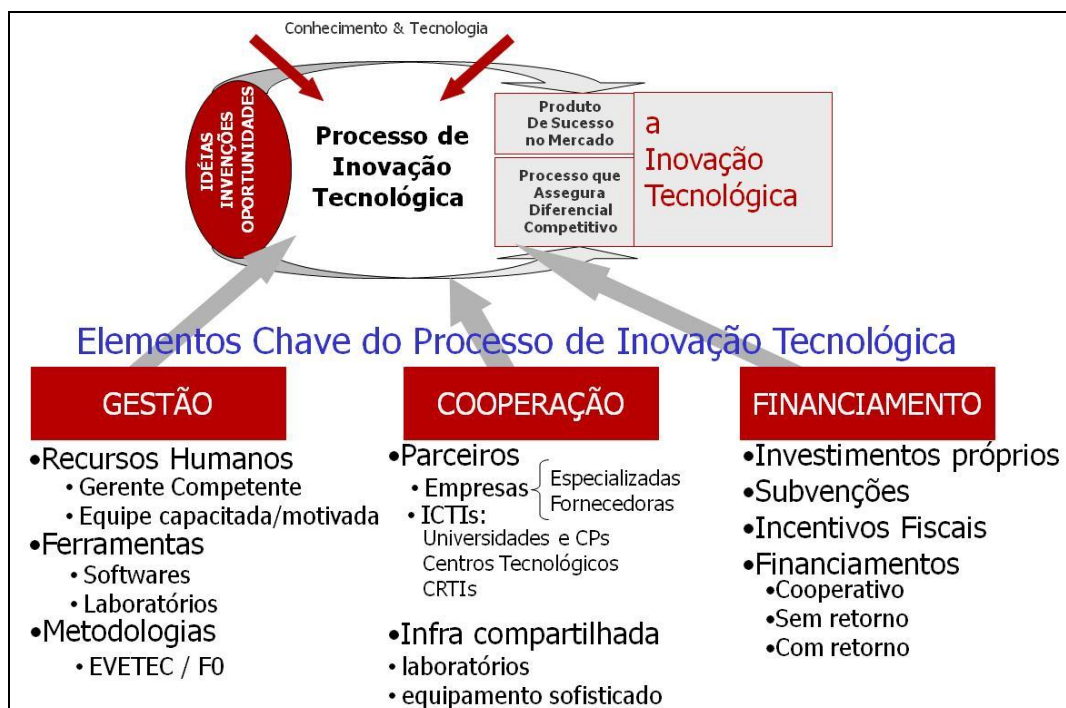 Conhecimento & Tecnologia
IDÉIAS
INVENÇÕES
OPORTUNIDADES
Processo de
Inovação
Tecnológica
Produto
De Sucesso
no Mercado
Processo que
Assegura
Diferencial
Competitivo
a
Inovação
Tecnológica
Elementos Chave do Processo de Inovação Tecnológica
GESTÃO
•Recursos Humanos
• Gerente Competente
• Equipe capacitada/motivada
•Ferramentas
• Softwares
• Laboratórios
•Metodologias
• EVETEC / F0
COOPERAÇÃO
•Parceiros
• Empresas
Especializadas
Fornecedoras
• ICTIs:
Universidades e CPs
Centros Tecnológicos
CRTIs
•Infra compartilhada
• laboratórios
• equipamento sofisticado
FINANCIAMENTO
•Investimentos próprios
•Subvenções
•Incentivos Fiscais
•Financiamentos
•Cooperativo
•Sem retorno
•Com retorno